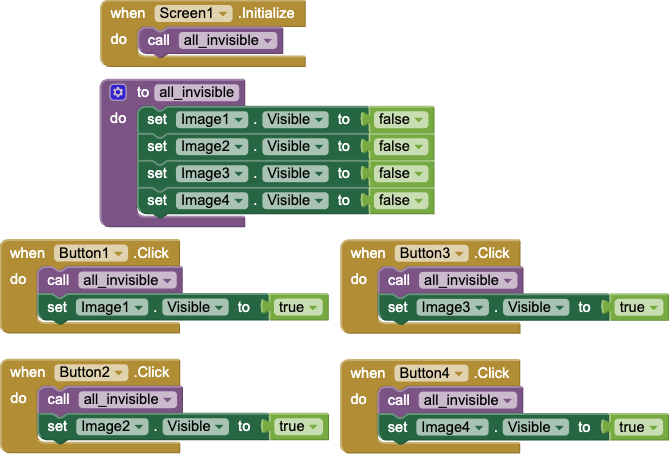 when Screen1 .Initialize
do call all_invisible
to all_invisible
do set Image1 . Visible to false
set Image2 . Visible to false
set Image3 . Visible to false
set Image4 . Visible to false
when Button1 .Click
do call all_invisible
set Image1 . Visible to true
when Button3 .Click
do call all_invisible
set Image3 . Visible to true
when Button2 .Click
do call all_invisible
set Image2 . Visible to true
when Button4 .Click
do call all_invisible
set Image4 . Visible to true